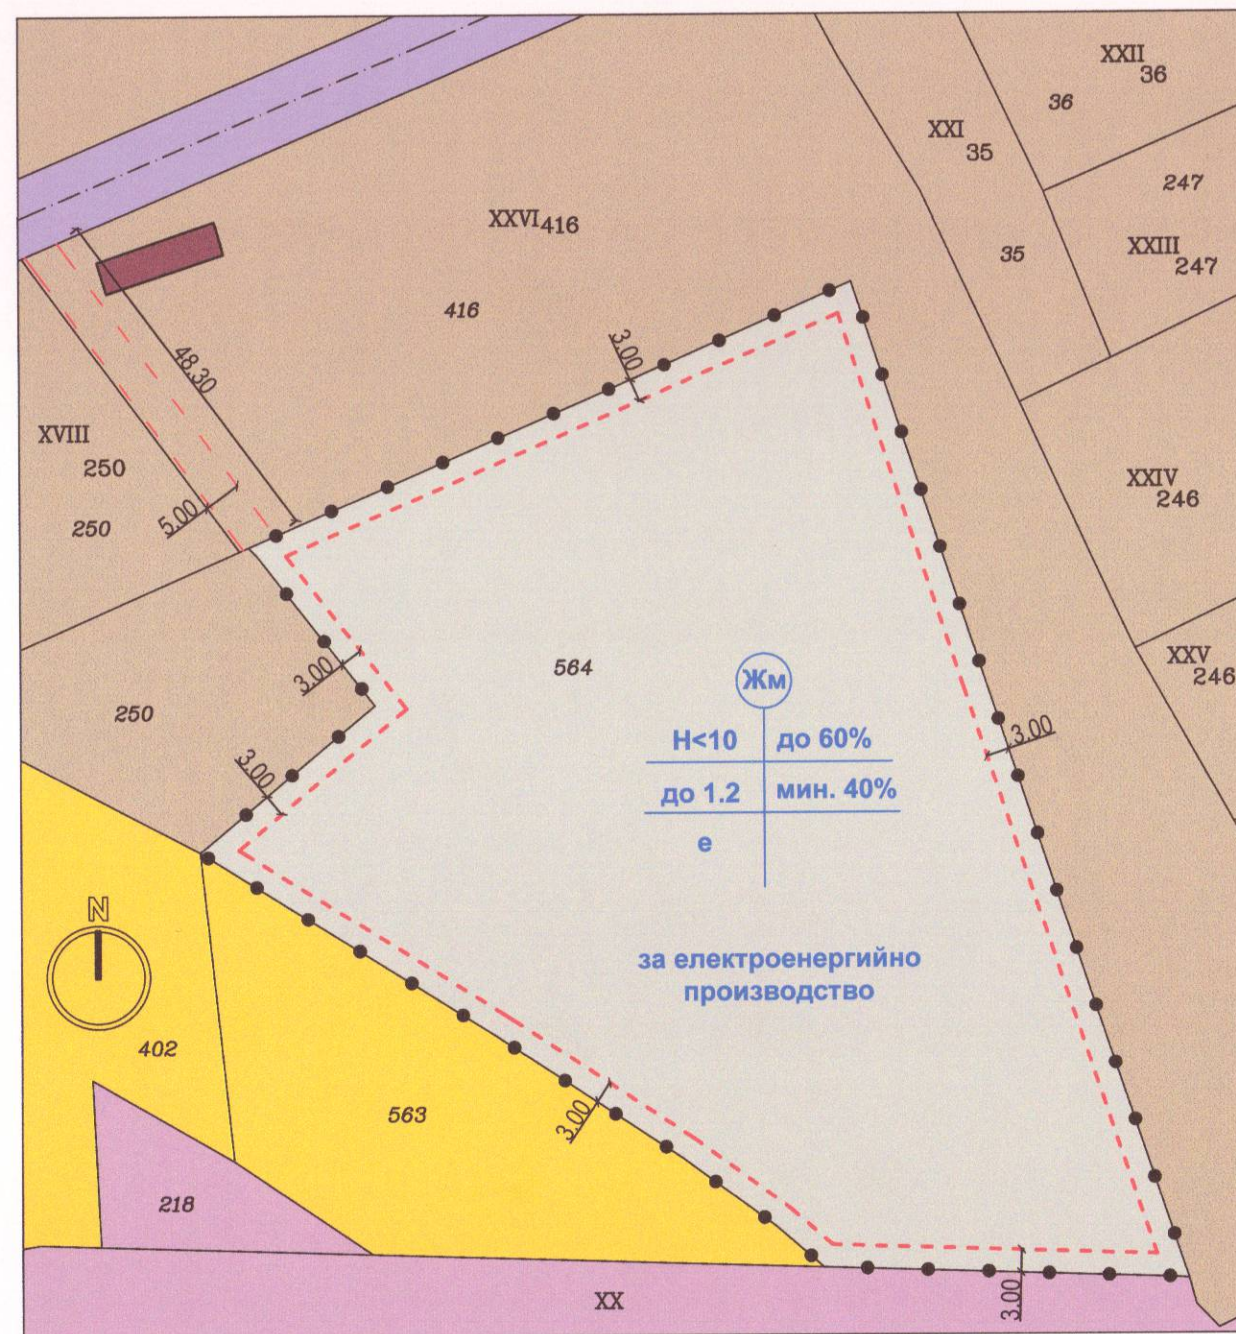 XXII
36
36
XXI
35
247
XXVI 416
XXIII
247
35
416
3.00
48.30
XVIII
250
XXIV
246
5.00
250
564
XXV
246
3.00
Жм
250
H<10 до 60%
3.00
3.00
до 1.2 мин. 40%
е
N
за електроенергийно
производство
402
563
3.00
218
XX
3.00